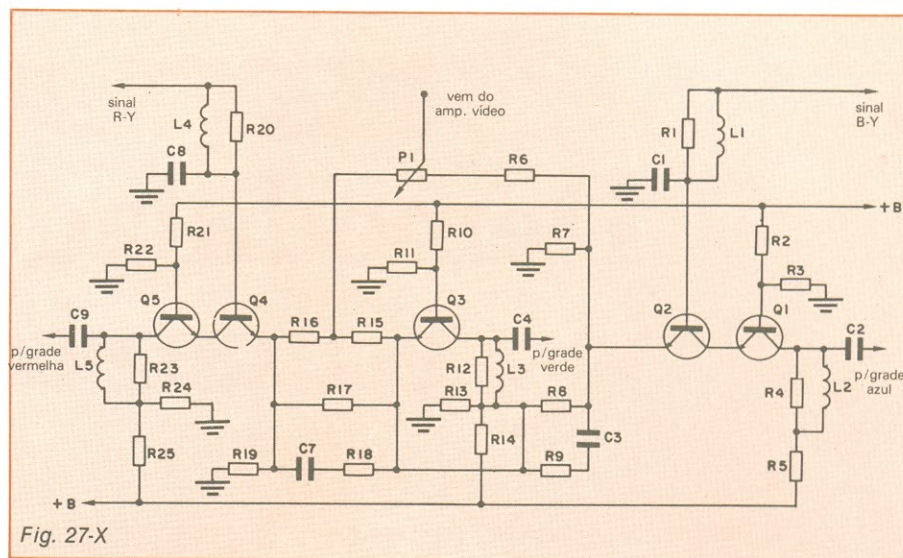 sinal
R-Y
L4
R20
C8
vem do
amp. vídeo
P1
R6
R1
L1
C1
sinal
B-Y
+B
R21
R22
R10
R11
R7
R2
R3
Q5
Q4
Q3
Q2
Q1
C9
R16
R15
C4
C2
p/grade
vermelha
L5
R23
R24
R12
L3
p/grade
verde
R4
L2
p/grade
azul
R17
R13
R8
R25
R19
C7
R18
R14
R9
C3
R5
+B
Fig. 27-X